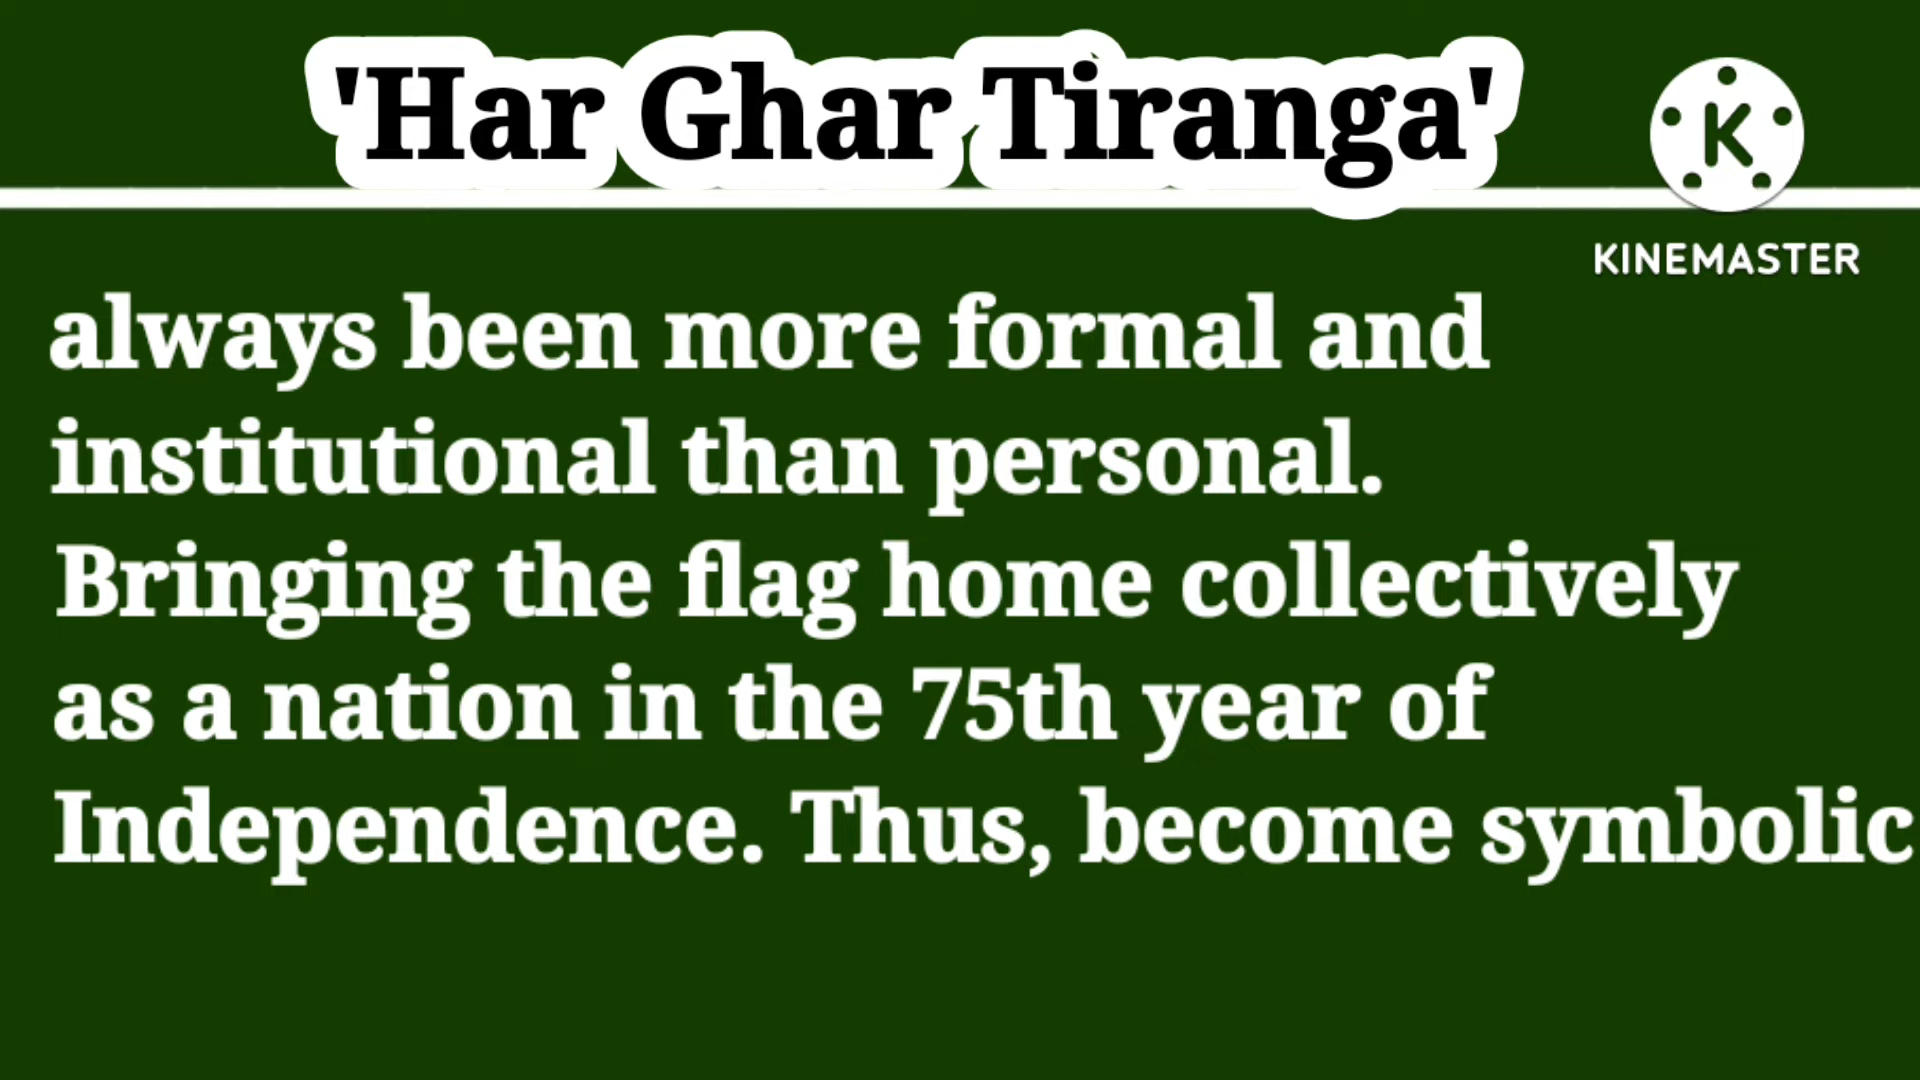 'Har Ghar Tiranga'
KINEMASTER
always been more formal and
institutional than personal.
Bringing the flag home collectively
as a nation in the 75th year of
Independence. Thus, become symbolic